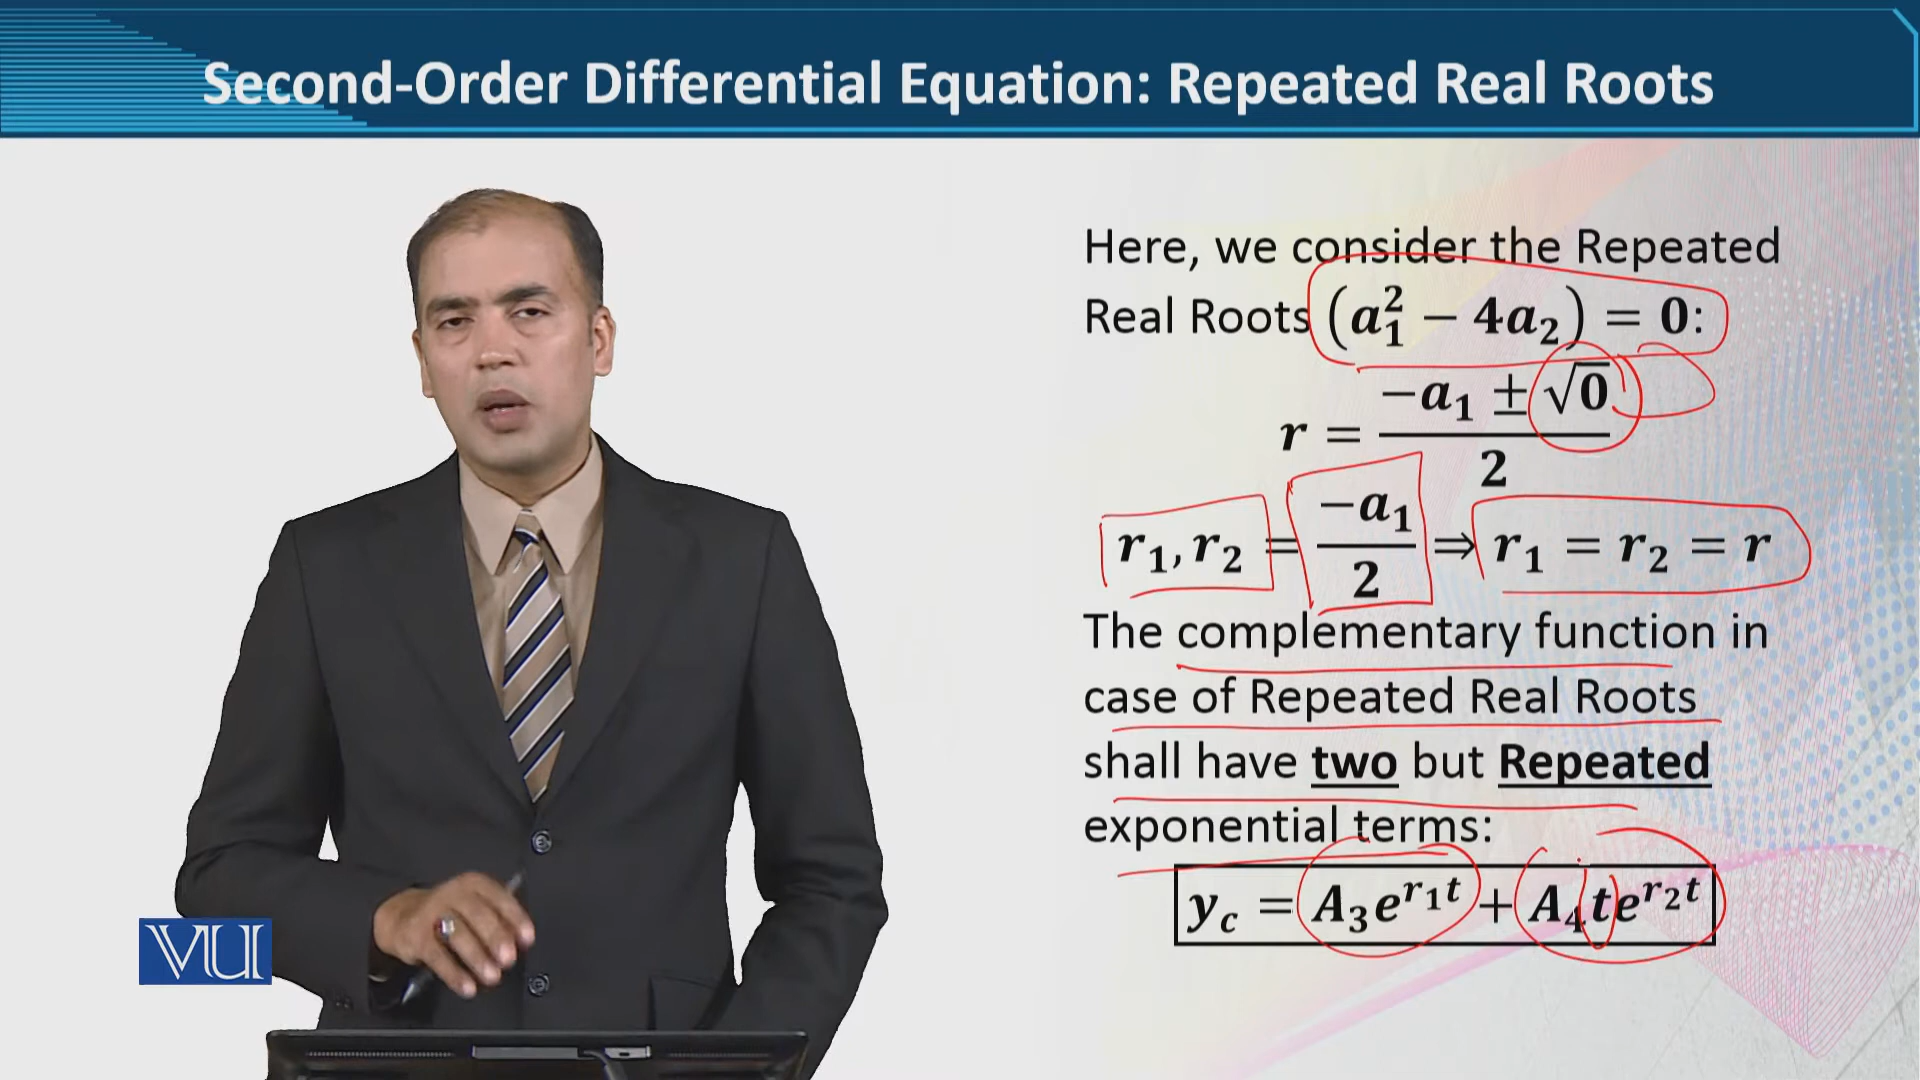 Second-Order Differential Equation: Repeated Real Roots
Here, we consider the Repeated
Real Roots (a₁² − 4a₂) = 0:
r = (−a₁ ± √0) / 2
r₁, r₂ = −a₁ / 2 ⇒ r₁ = r₂ = r
The complementary function in
case of Repeated Real Roots
shall have two but Repeated
exponential terms:
y_c = A₃e^{r₁t} + A₄te^{r₂t}
VU